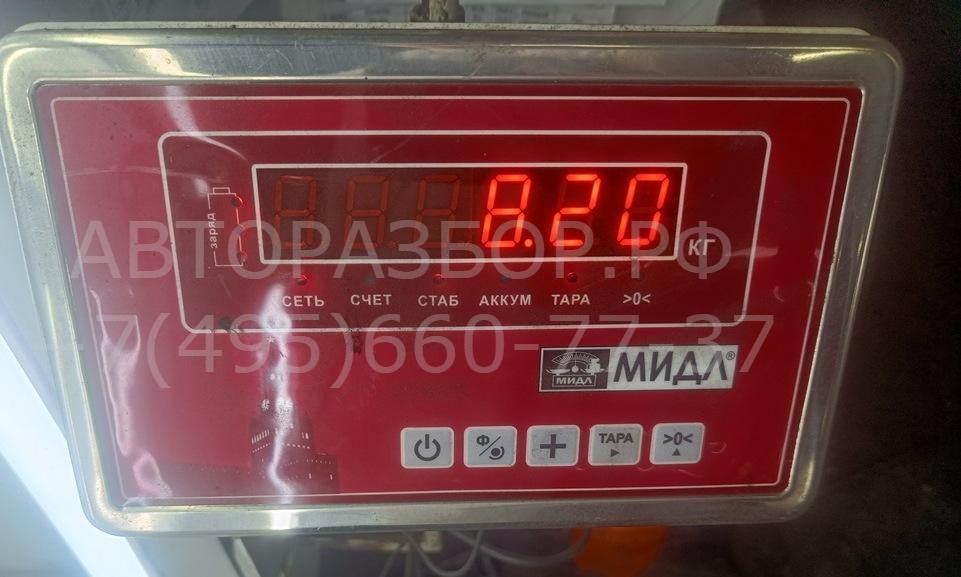 8.20
КГ
заряд
АВТОРАЗБОР.РФ
СЕТЬ СЧЕТ СТАБ АККУМ ТАРА >0<
+7(495)660-77-37
МИДЛ МИДЛ®
Ф ТАРА >0<